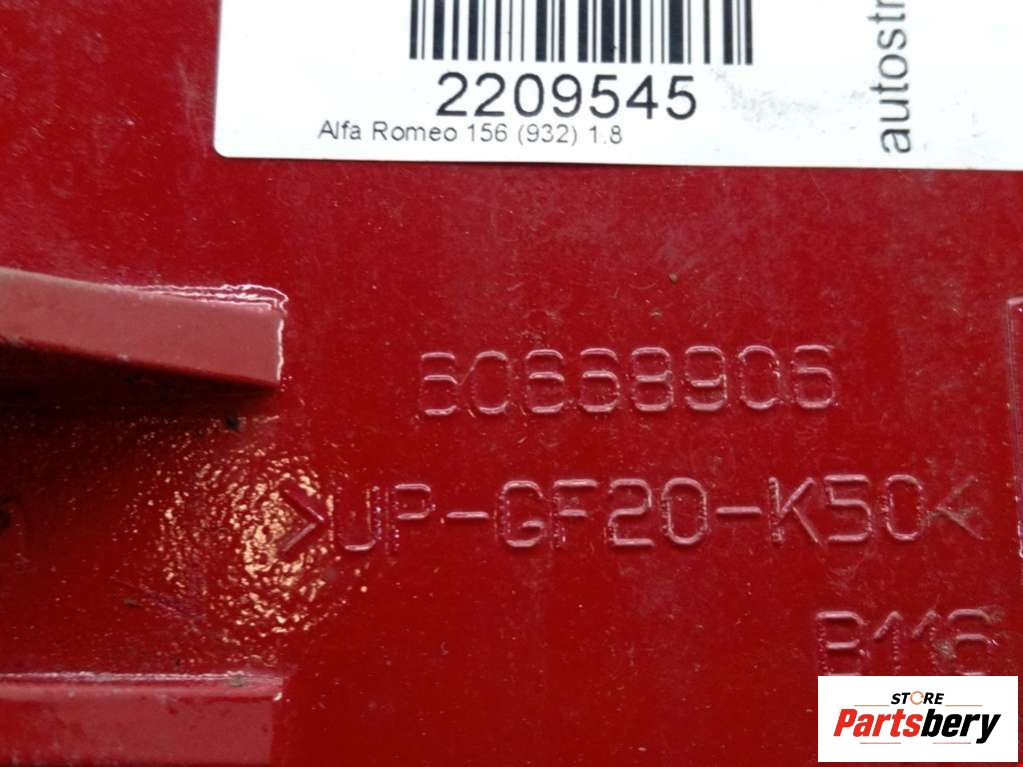 2209545
Alfa Romeo 156 (932) 1.8
autostr
60668906
>UP-GF20-K50<
B116
STORE
Partsbery